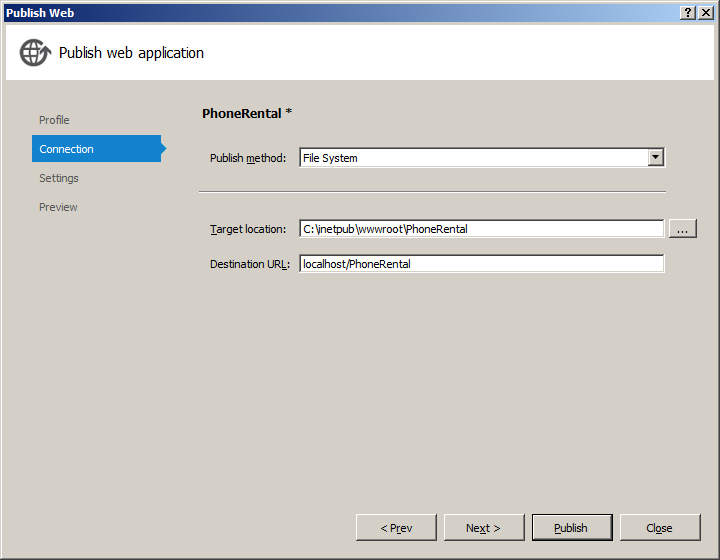 Publish Web
Publish web application
Profile
Connection
Settings
Preview
PhoneRental *
Publish method: File System
Target location: C:\inetpub\wwwroot\PhoneRental ...
Destination URL: localhost/PhoneRental
< Prev Next > Publish Close